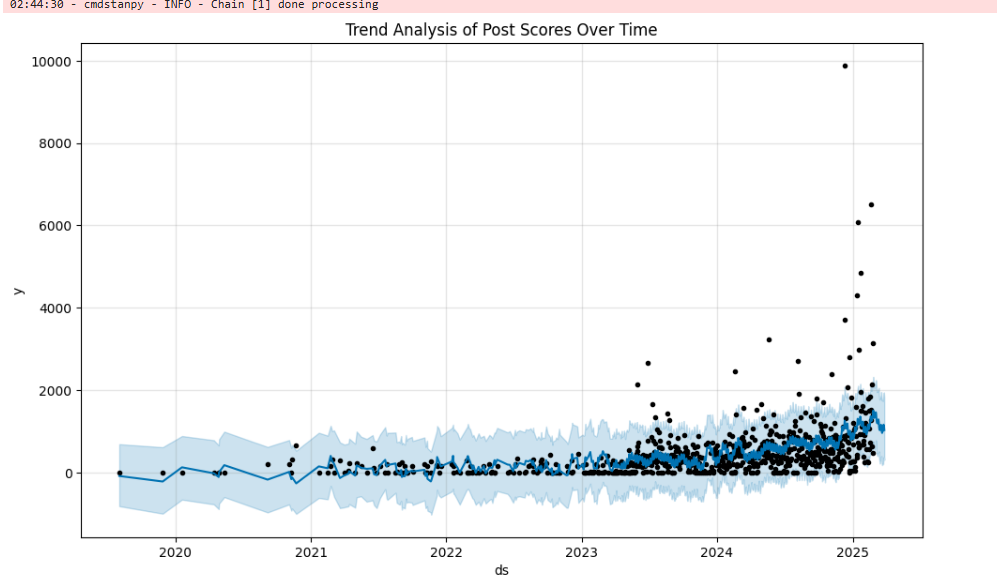 02:44:30 - cmdstanpy - INFO - Chain [1] done processing
Trend Analysis of Post Scores Over Time
10000
8000
6000
4000
2000
0
y
2020 2021 2022 2023 2024 2025
ds